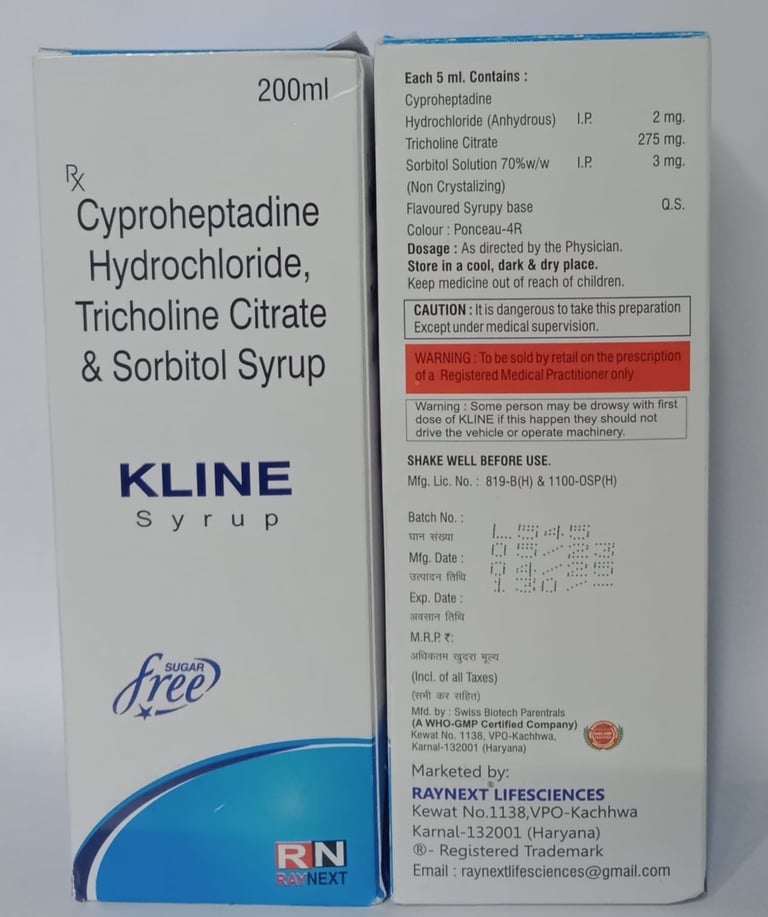 200ml
Rx
Cyproheptadine
Hydrochloride,
Tricholine Citrate
& Sorbitol Syrup
KLINE
Syrup
SUGAR
free
RN
RAYNEXT
Each 5 ml. Contains :
Cyproheptadine
Hydrochloride (Anhydrous) I.P. 2 mg.
Tricholine Citrate 275 mg.
Sorbitol Solution 70%w/w I.P. 3 mg.
(Non Crystalizing)
Flavoured Syrupy base Q.S.
Colour : Ponceau-4R
Dosage : As directed by the Physician.
Store in a cool, dark & dry place.
Keep medicine out of reach of children.
CAUTION : It is dangerous to take this preparation
Except under medical supervision.
WARNING : To be sold by retail on the prescription
of a Registered Medical Practitioner only
Warning : Some person may be drowsy with first
dose of KLINE if this happen they should not
drive the vehicle or operate machinery.
SHAKE WELL BEFORE USE.
Mfg. Lic. No. : 819-B(H) & 1100-OSP(H)
Batch No. :
घान संख्या
L545
Mfg. Date :
05/23
उत्पादन तिथि
04/25
Exp. Date :
130/-
अवसान तिथि
M.R.P. ₹:
अधिकतम खुदरा मूल्य
(Incl. of all Taxes)
(सभी कर सहित)
Mfd. by : Swiss Biotech Parentrals
(A WHO-GMP Certified Company)
Kewat No. 1138, VPO-Kachhwa,
Karnal-132001 (Haryana)
Marketed by:
RAYNEXT® LIFESCIENCES
Kewat No.1138,VPO-Kachhwa
Karnal-132001 (Haryana)
®- Registered Trademark
Email : raynextlifesciences@gmail.com